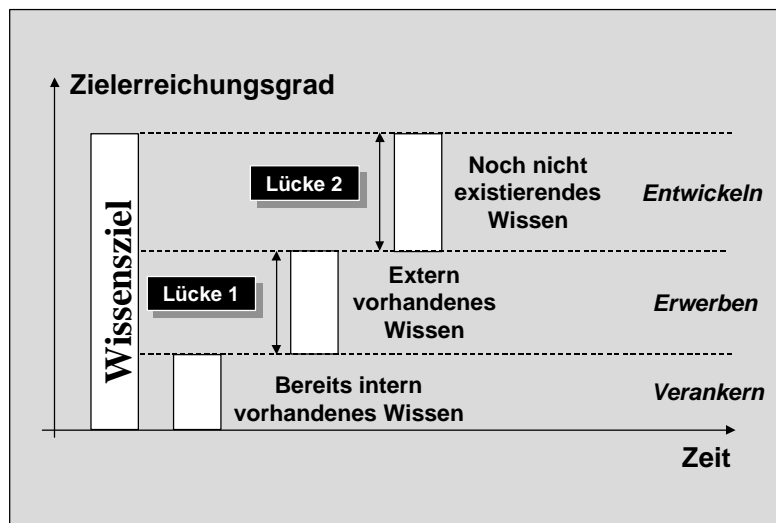 Zielerreichungsgrad
Wissensziel
Lücke 2
Noch nicht
existierendes
Wissen
Entwickeln
Lücke 1
Extern
vorhandenes
Wissen
Erwerben
Bereits intern
vorhandenes Wissen
Verankern
Zeit